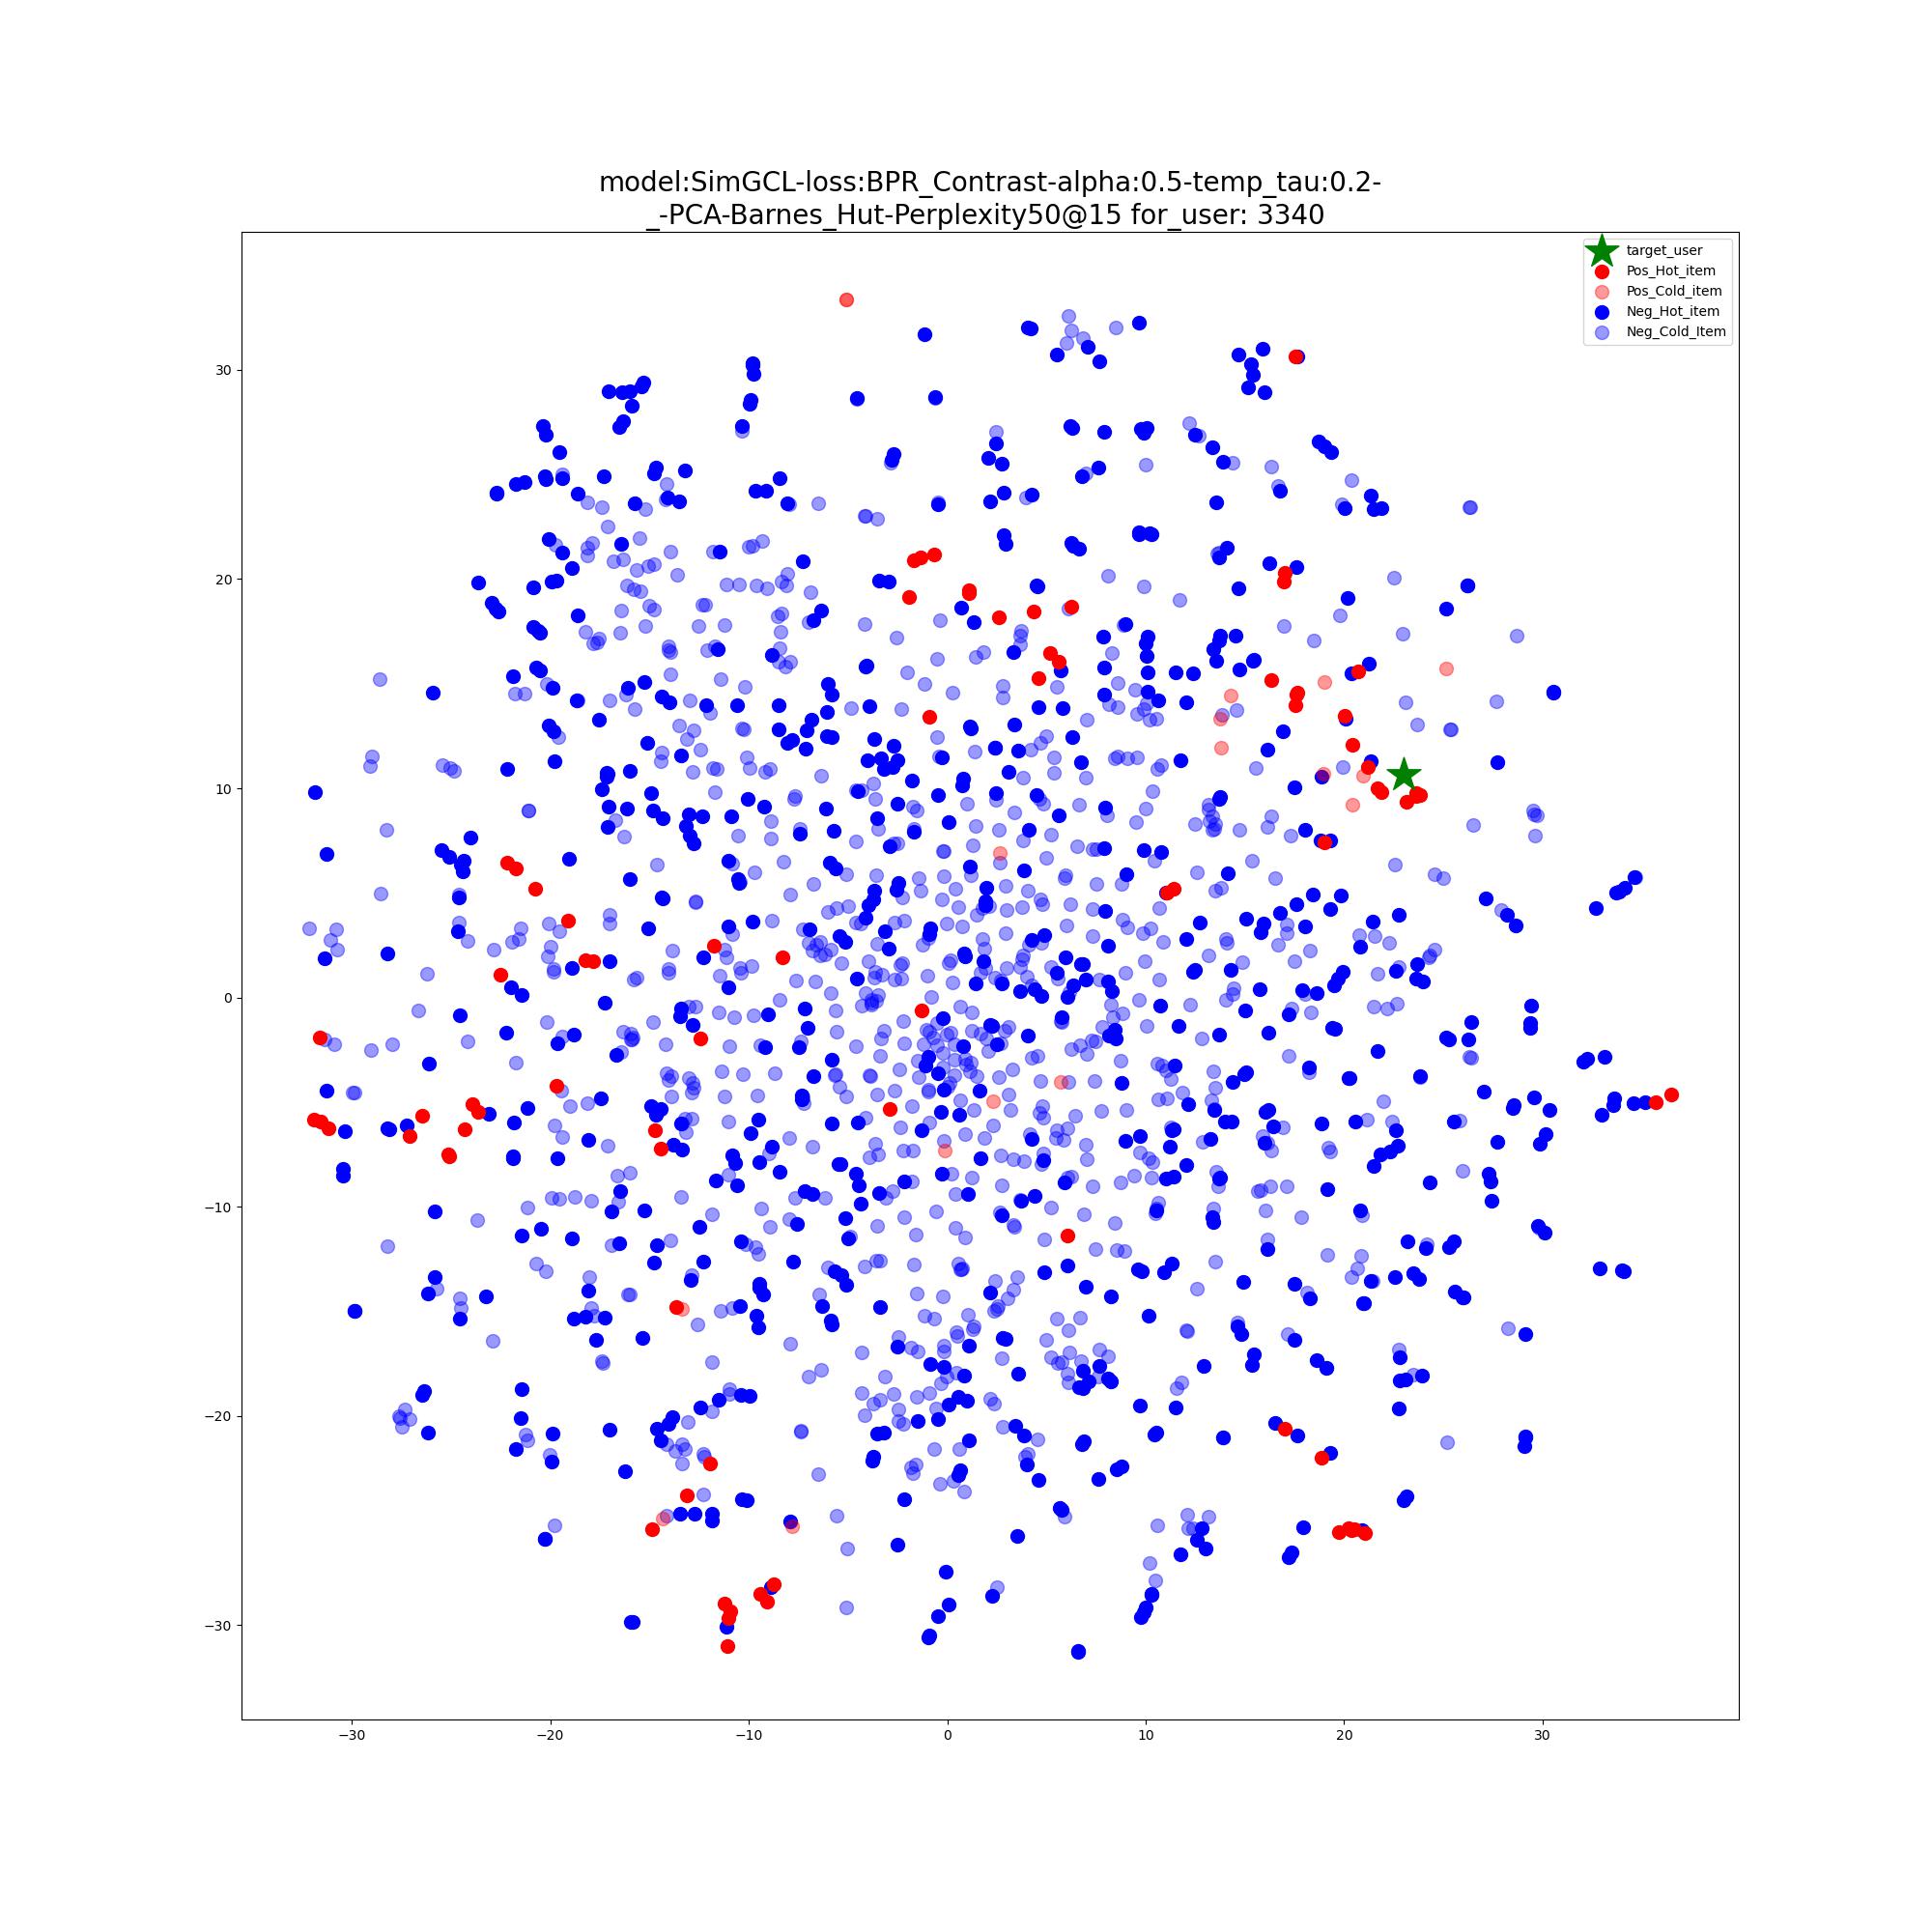 model:SimGCL-loss:BPR_Contrast-alpha:0.5-temp_tau:0.2-
_-PCA-Barnes_Hut-Perplexity50@15 for_user: 3340
target_user
Pos_Hot_item
Pos_Cold_item
Neg_Hot_item
Neg_Cold_Item
30
20
10
0
−10
−20
−30
−30
−20
−10
0
10
20
30